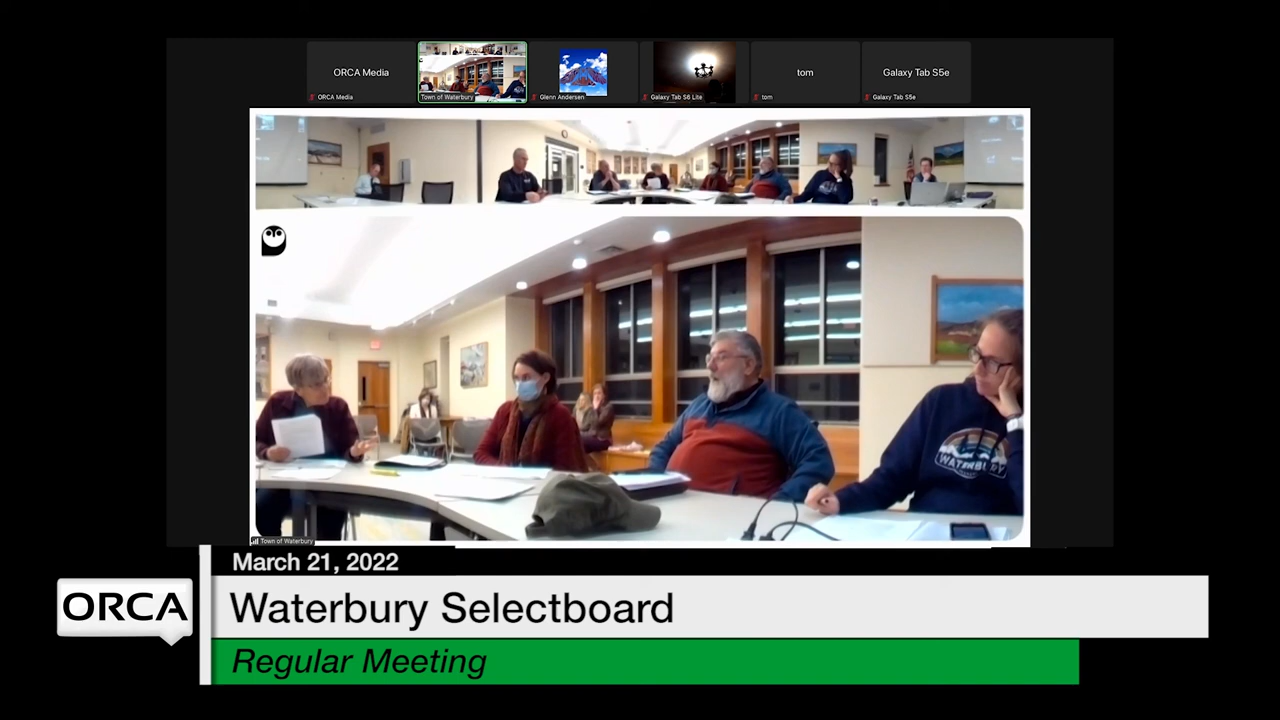 ORCA Media
tom
Galaxy Tab S5e
ORCA Media
Town of Waterbury
Glenn Andersen
Galaxy Tab S6 Lite
tom
Galaxy Tab S5e
WATERBURY
Town of Waterbury
March 21, 2022
ORCA
Waterbury Selectboard
Regular Meeting